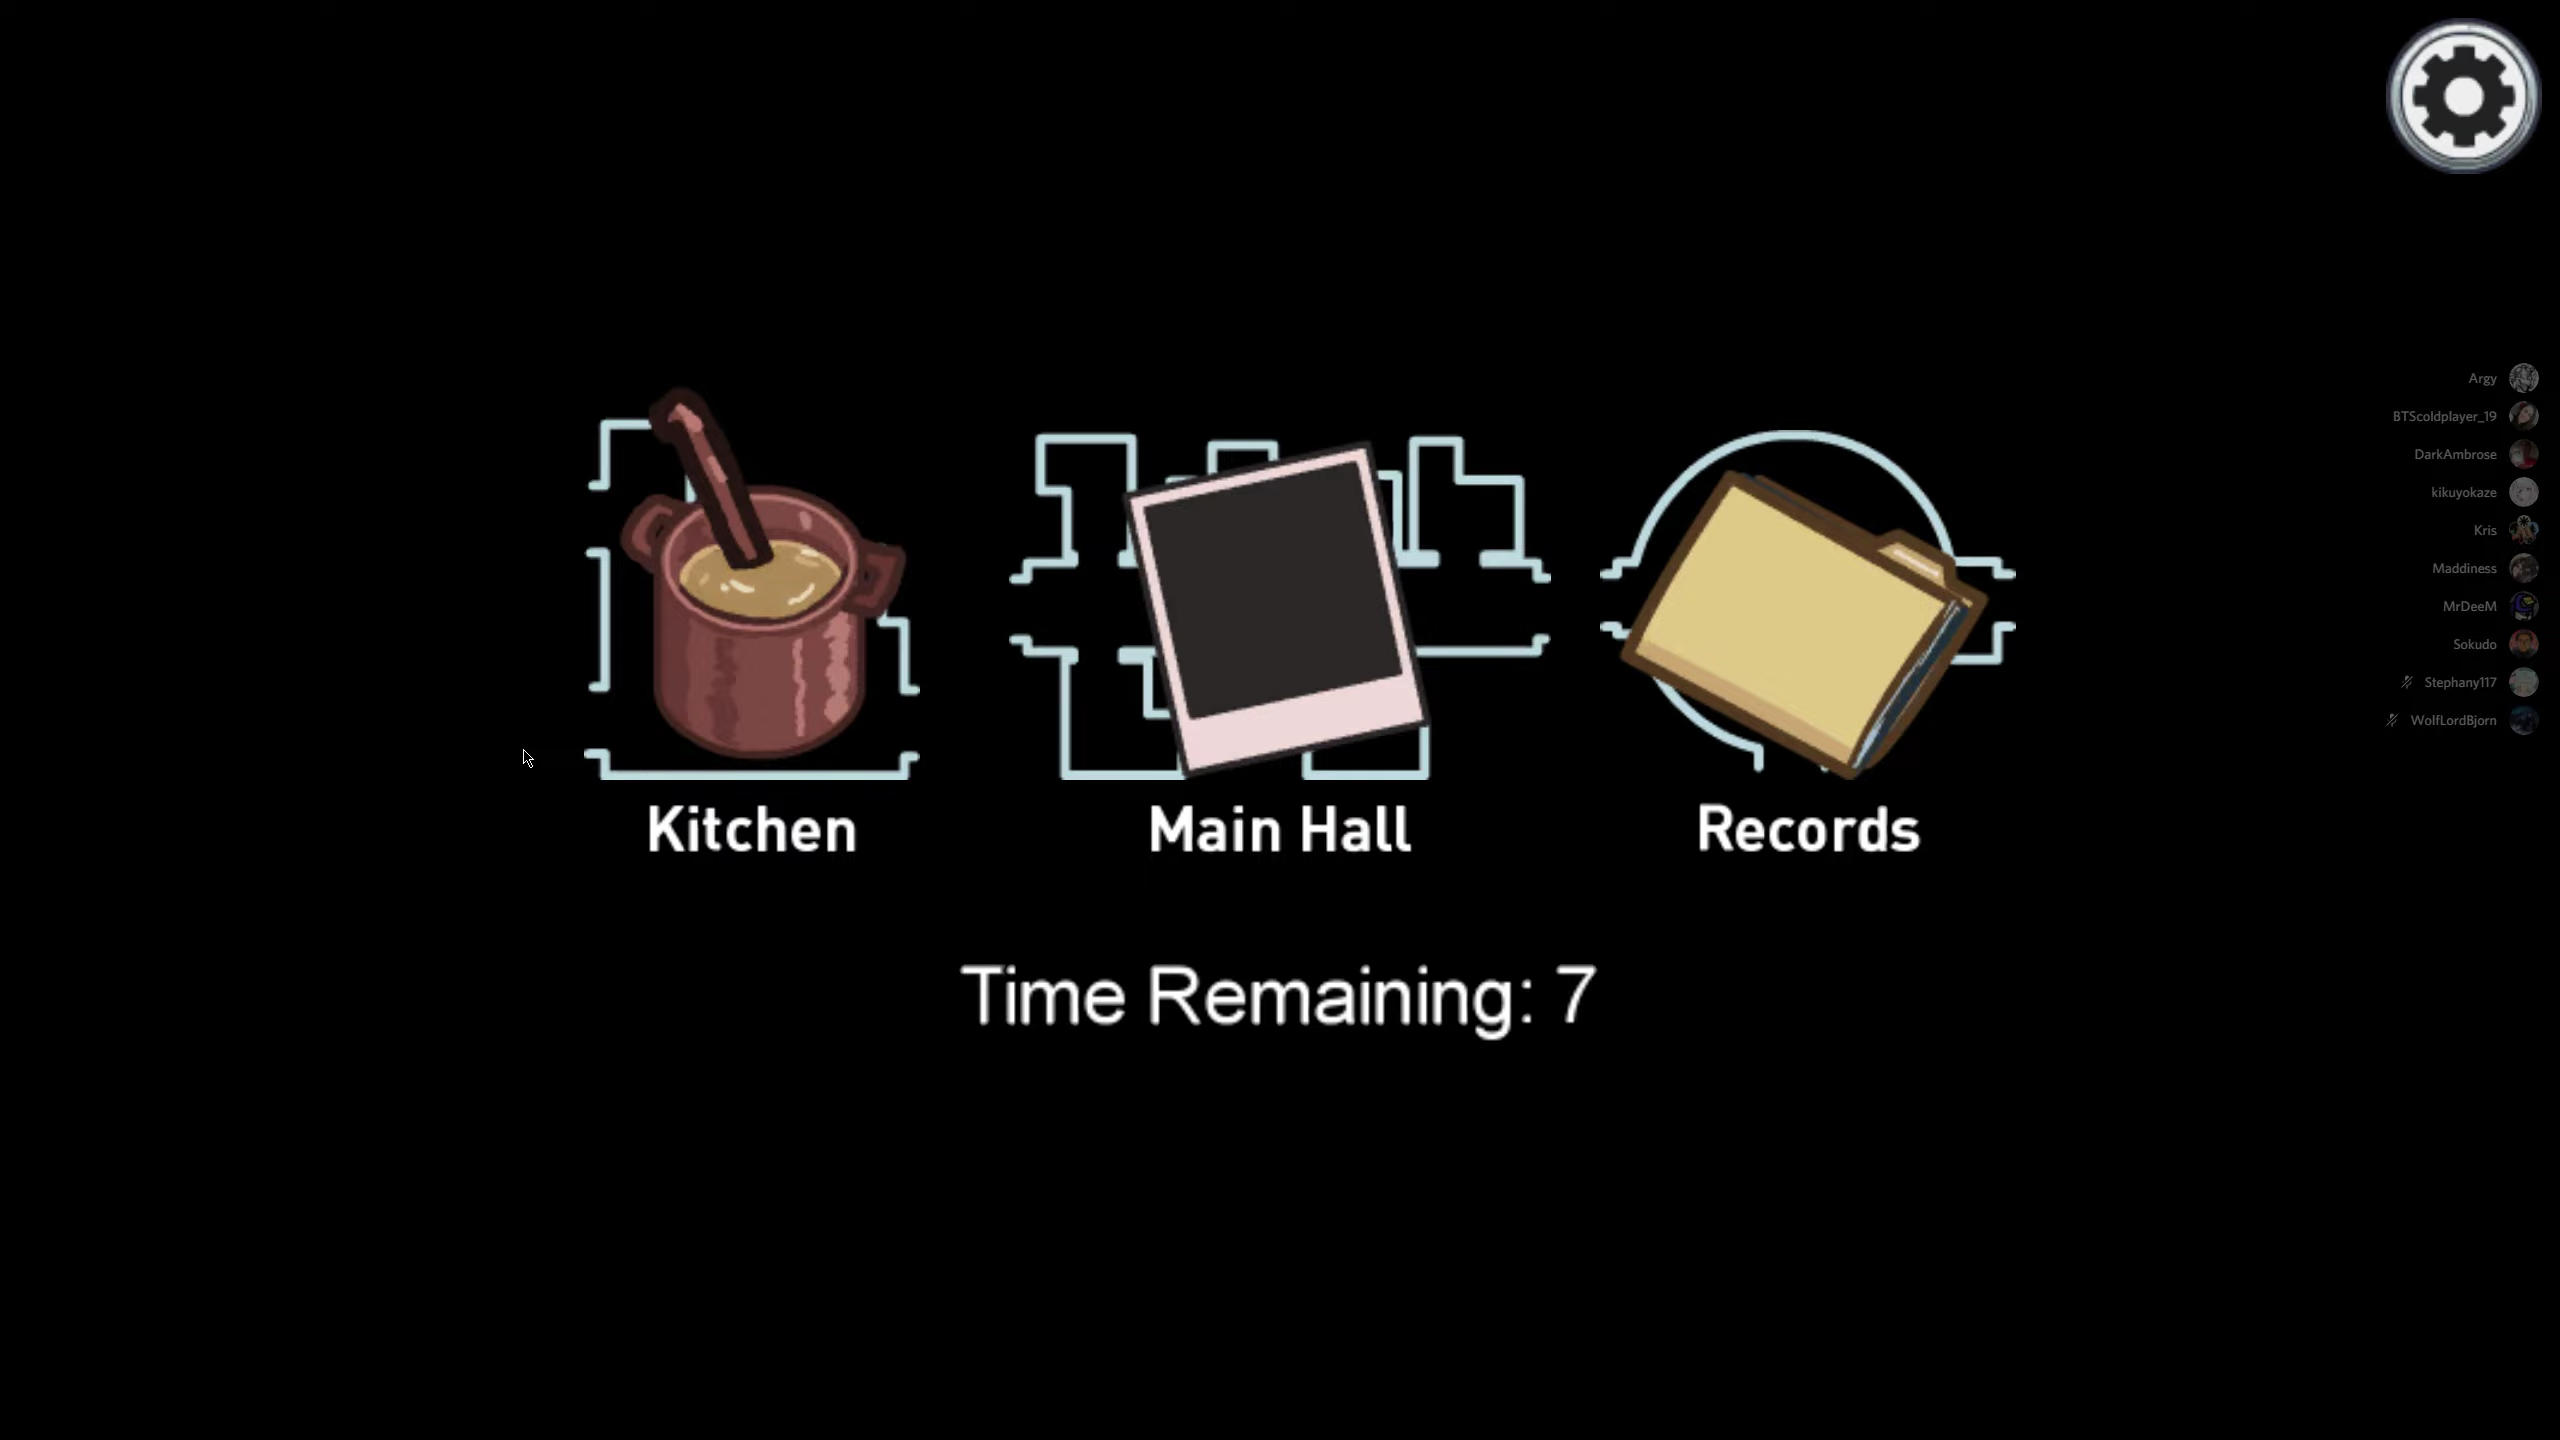 Kitchen
Main Hall
Records
Time Remaining: 7
Argy
BTScoldplayer_19
DarkAmbrose
kikuyokaze
Kris
Maddiness
MrDeeM
Sokudo
Stephany117
WolfLordBjorn